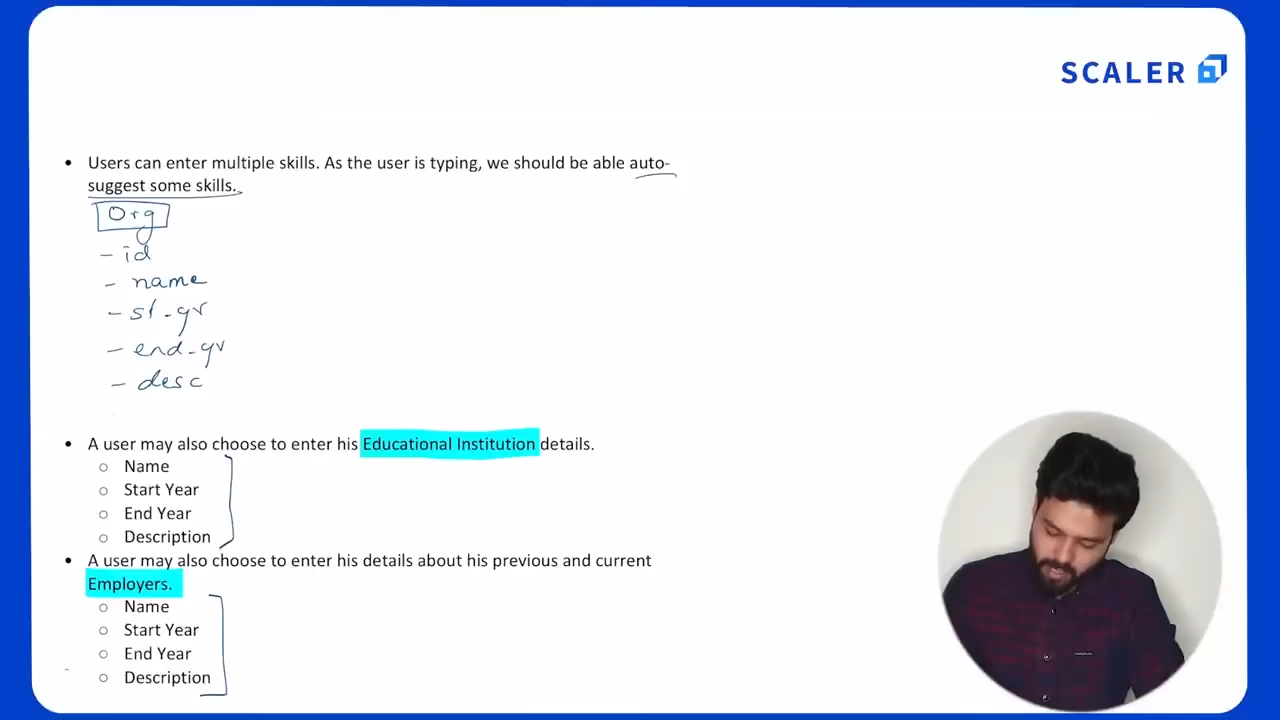 SCALER
• Users can enter multiple skills. As the user is typing, we should be able auto-
suggest some skills.
Org
- id
- name
- st-yr
- end-yr
- desc
• A user may also choose to enter his Educational Institution details.
○ Name
○ Start Year
○ End Year
○ Description
• A user may also choose to enter his details about his previous and current
Employers.
○ Name
○ Start Year
○ End Year
○ Description